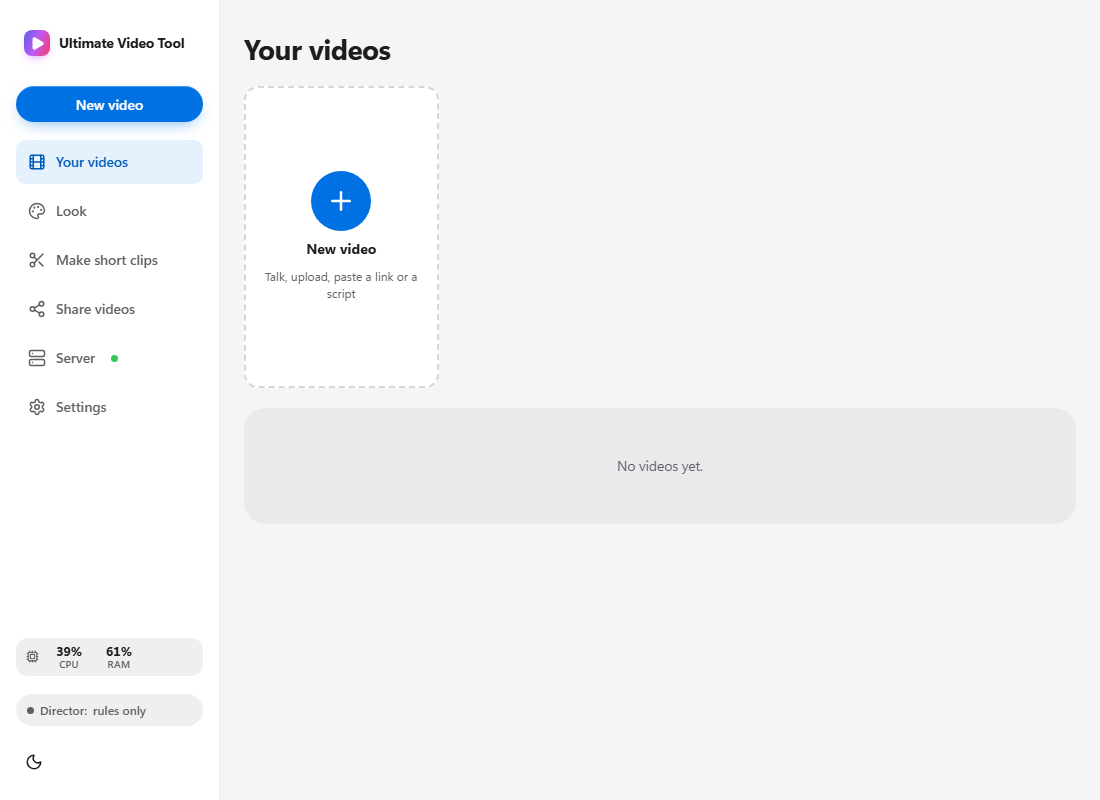 Ultimate Video Tool
New video
Your videos
Look
Make short clips
Share videos
Server
Settings
39%
CPU
61%
RAM
Director: rules only
Your videos
New video
Talk, upload, paste a link or a
script
No videos yet.